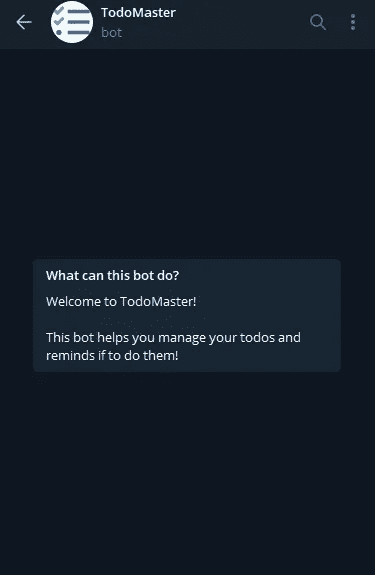 TodoMaster
bot
What can this bot do?
Welcome to TodoMaster!
This bot helps you manage your todos and
reminds if to do them!